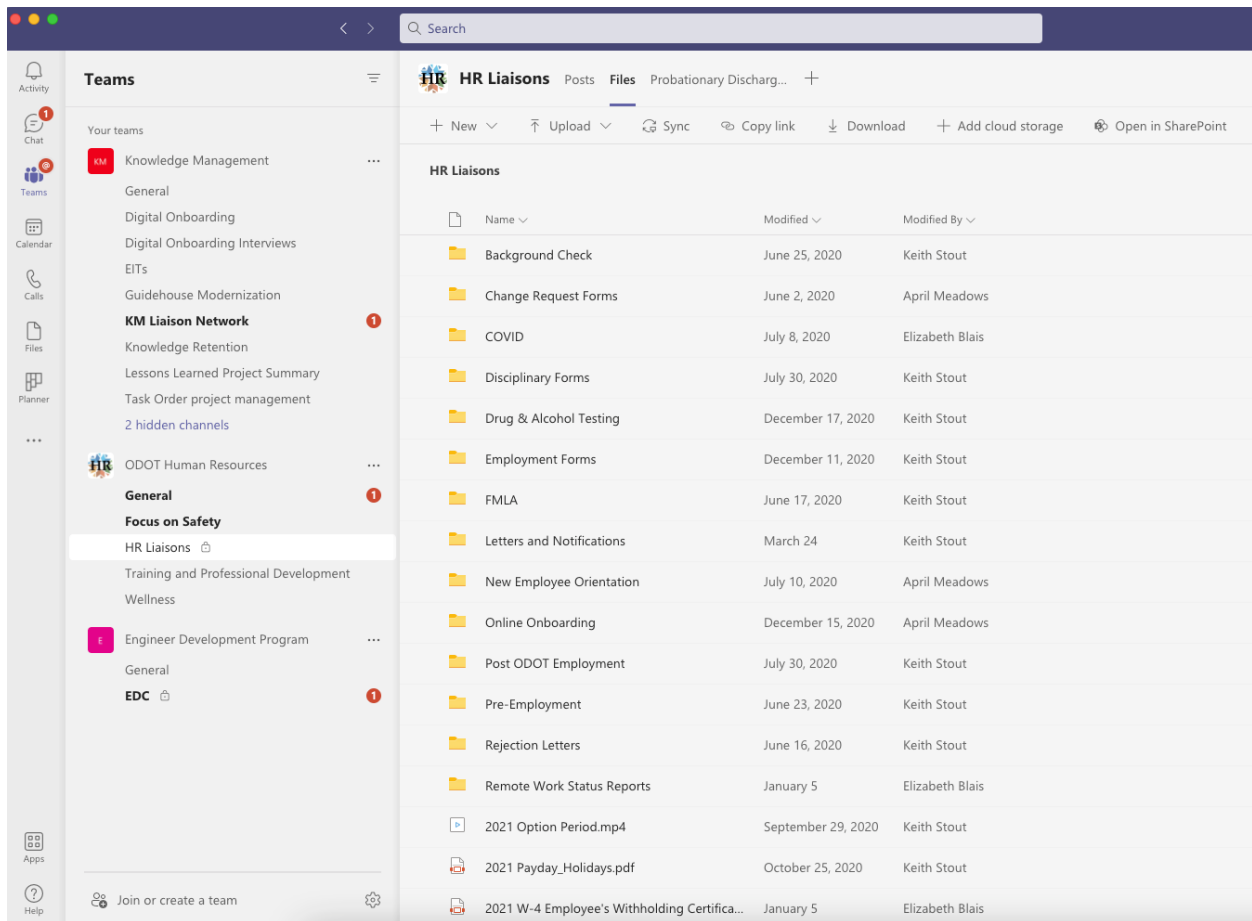 Search
Activity
1
Chat
@
Teams
Calendar
Calls
Files
Planner
...
Apps
Help
Teams
Your teams
KM Knowledge Management ...
General
Digital Onboarding
Digital Onboarding Interviews
EITs
Guidehouse Modernization
KM Liaison Network 1
Knowledge Retention
Lessons Learned Project Summary
Task Order project management
2 hidden channels
HR ODOT Human Resources ...
General 1
Focus on Safety
HR Liaisons
Training and Professional Development
Wellness
E Engineer Development Program ...
General
EDC 1
Join or create a team
HR HR Liaisons Posts Files Probationary Discharg... +
+ New Upload Sync Copy link Download + Add cloud storage Open in SharePoint
HR Liaisons
Name Modified Modified By
Background Check June 25, 2020 Keith Stout
Change Request Forms June 2, 2020 April Meadows
COVID July 8, 2020 Elizabeth Blais
Disciplinary Forms July 30, 2020 Keith Stout
Drug & Alcohol Testing December 17, 2020 Keith Stout
Employment Forms December 11, 2020 Keith Stout
FMLA June 17, 2020 Keith Stout
Letters and Notifications March 24 Keith Stout
New Employee Orientation July 10, 2020 April Meadows
Online Onboarding December 15, 2020 April Meadows
Post ODOT Employment July 30, 2020 Keith Stout
Pre-Employment June 23, 2020 Keith Stout
Rejection Letters June 16, 2020 Keith Stout
Remote Work Status Reports January 5 Elizabeth Blais
2021 Option Period.mp4 September 29, 2020 Keith Stout
2021 Payday_Holidays.pdf October 25, 2020 Keith Stout
2021 W-4 Employee's Withholding Certifica... January 5 Elizabeth Blais